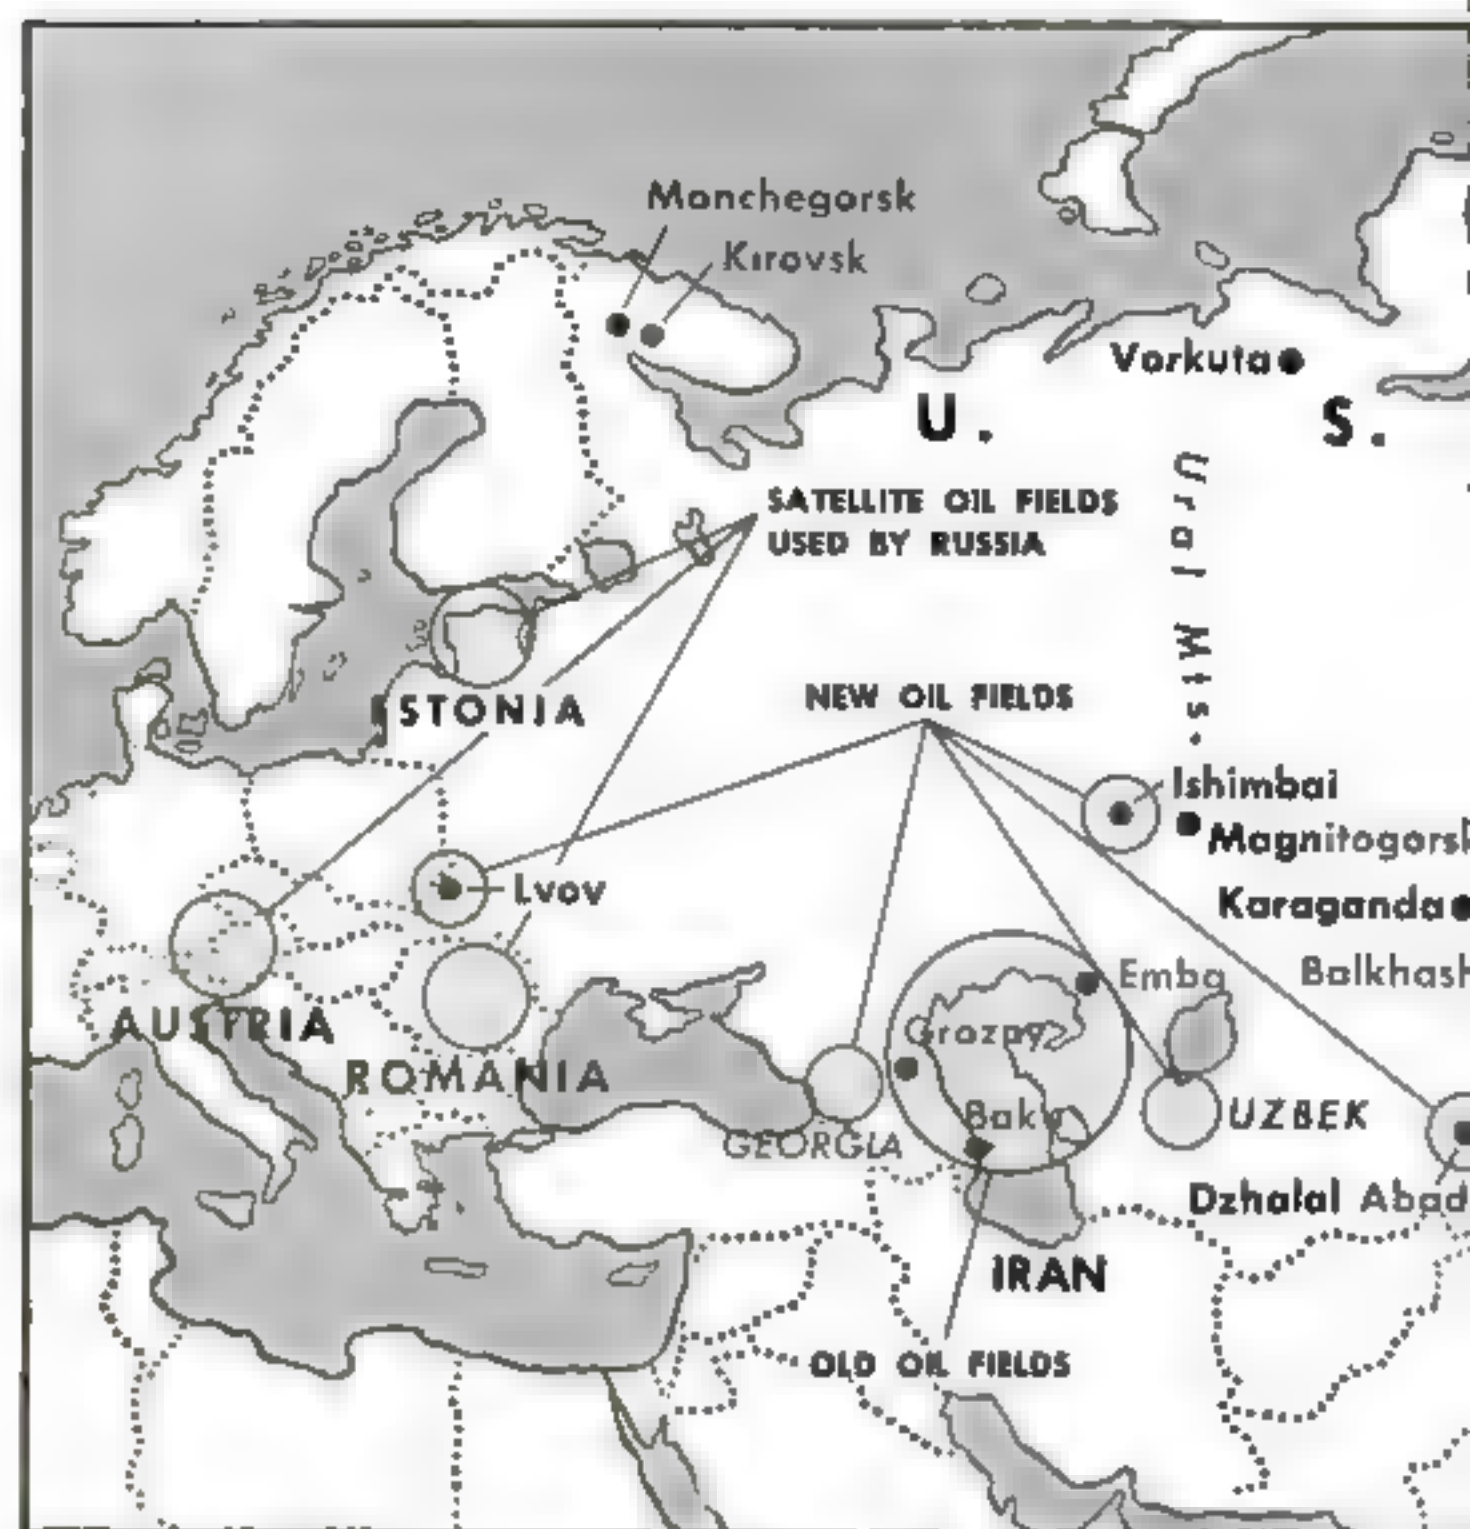 Monchegorsk
Kirovsk
Vorkuta
U. S.
Ural Mts.
SATELLITE OIL FIELDS
USED BY RUSSIA
ESTONIA
NEW OIL FIELDS
Ishimbai
Magnitogorsk
Lvov
Karaganda
Emba
Balkhash
AUSTRIA
Grozny
ROMANIA
Baku
UZBEK
GEORGIA
Dzhalal Abad
IRAN
OLD OIL FIELDS